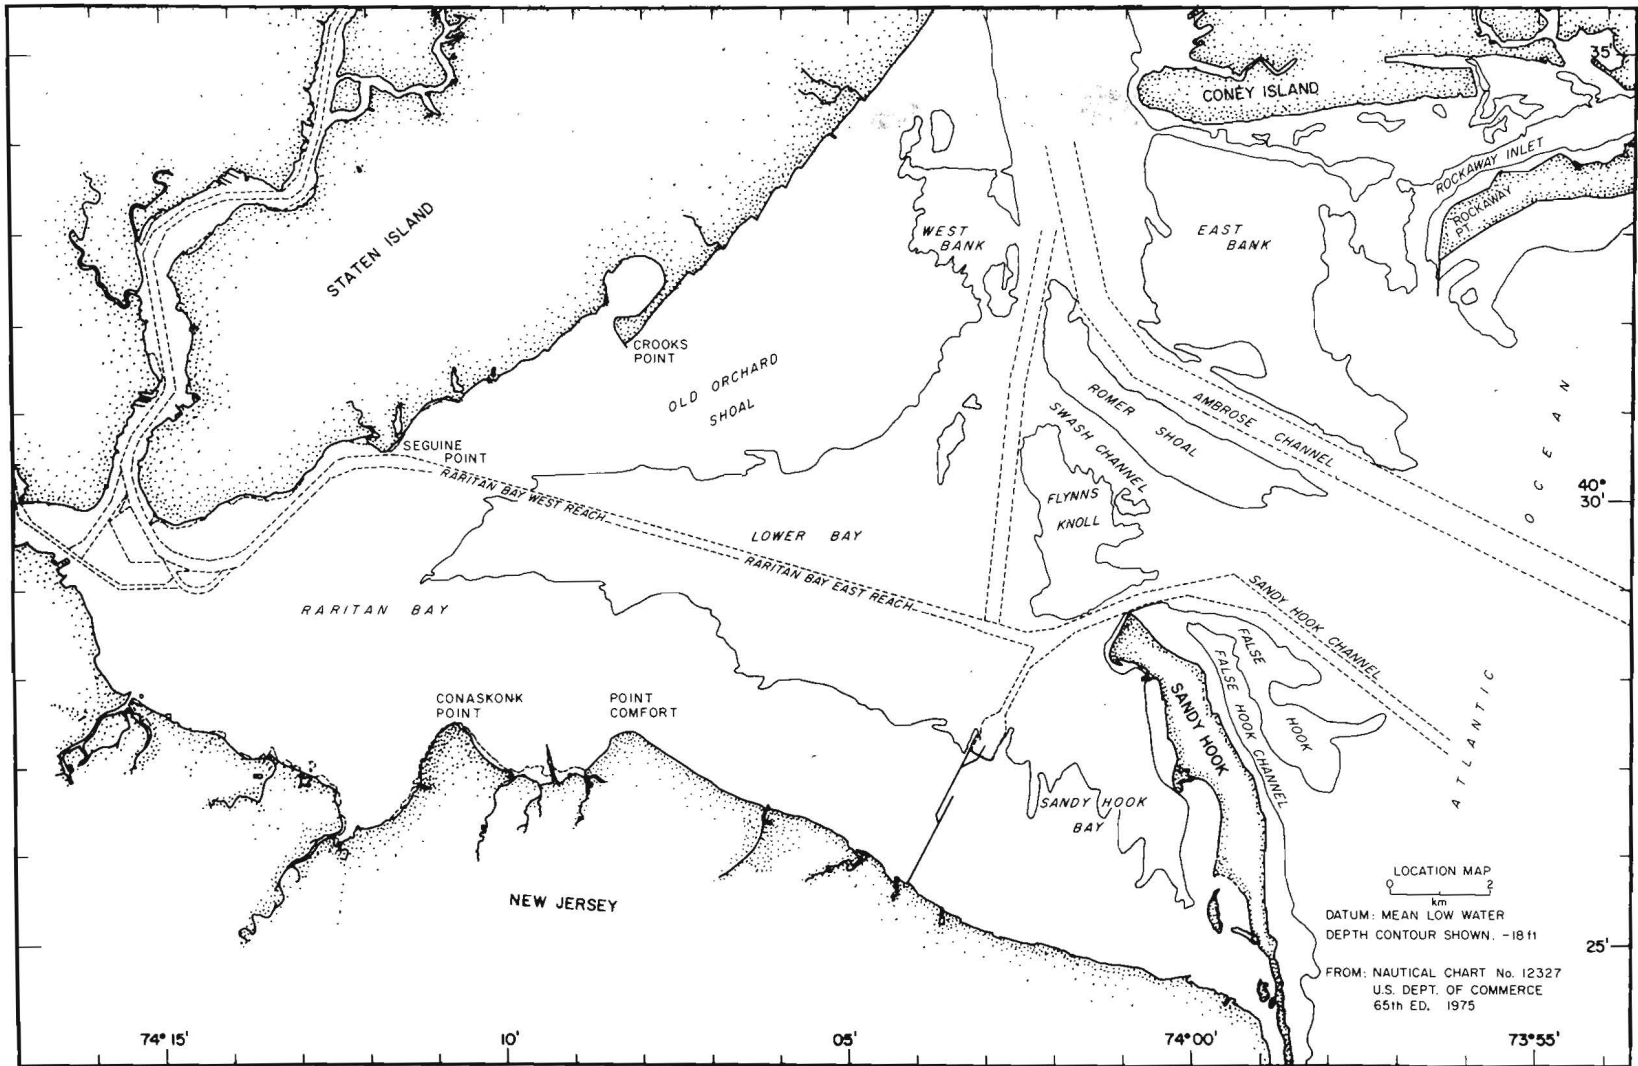 35'
CONEY ISLAND
ROCKAWAY INLET
ROCKAWAY
PT.
STATEN ISLAND
WEST
BANK
EAST
BANK
CROOKS
POINT
OLD ORCHARD
SHOAL
ROMER
SHOAL
AMBROSE CHANNEL
SWASH CHANNEL
SEGUINE
POINT
RARITAN BAY WEST REACH
FLYNNS
KNOLL
40°
30'
LOWER BAY
RARITAN BAY EAST REACH
RARITAN BAY
SANDY HOOK CHANNEL
FALSE
HOOK
FALSE HOOK CHANNEL
SANDY HOOK
ATLANTIC
OCEAN
CONASKONK
POINT
POINT
COMFORT
SANDY HOOK
BAY
NEW JERSEY
LOCATION MAP
0 2
km
DATUM: MEAN LOW WATER
DEPTH CONTOUR SHOWN. -18 ft
25'
FROM: NAUTICAL CHART No. 12327
U.S. DEPT. OF COMMERCE
65th ED. 1975
74° 15'
10'
05'
74° 00'
73° 55'